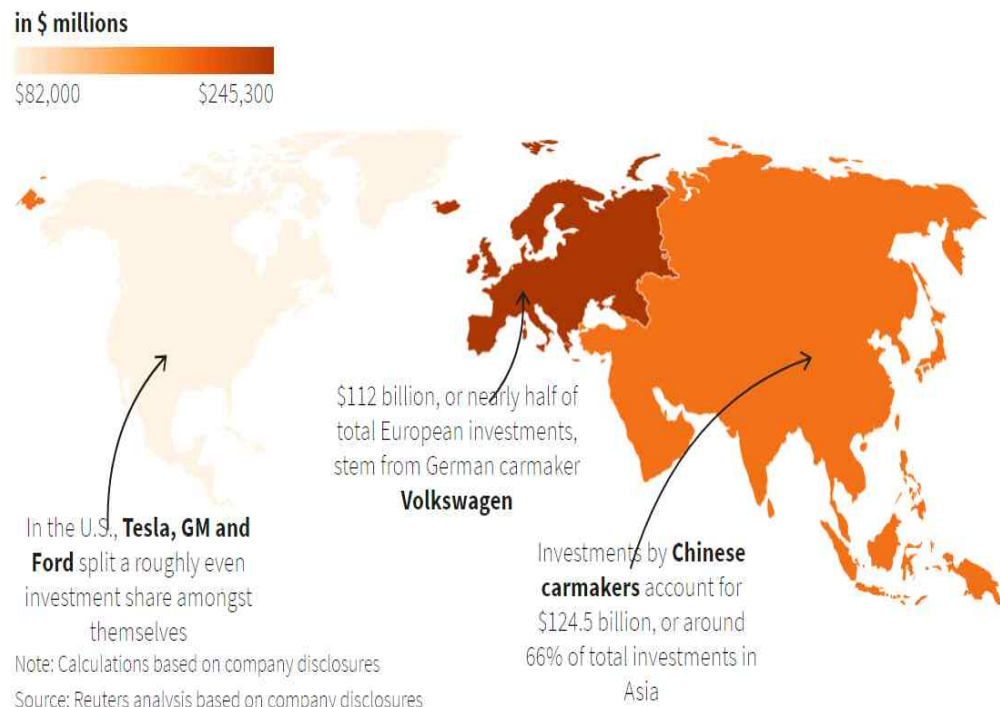 in $ millions
$82,000 $245,300
$112 billion, or nearly half of
total European investments,
stem from German carmaker
Volkswagen
In the U.S., Tesla, GM and
Ford split a roughly even
investment share amongst
themselves
Investments by Chinese
carmakers account for
$124.5 billion, or around
66% of total investments in
Asia
Note: Calculations based on company disclosures
Source: Reuters analysis based on company disclosures